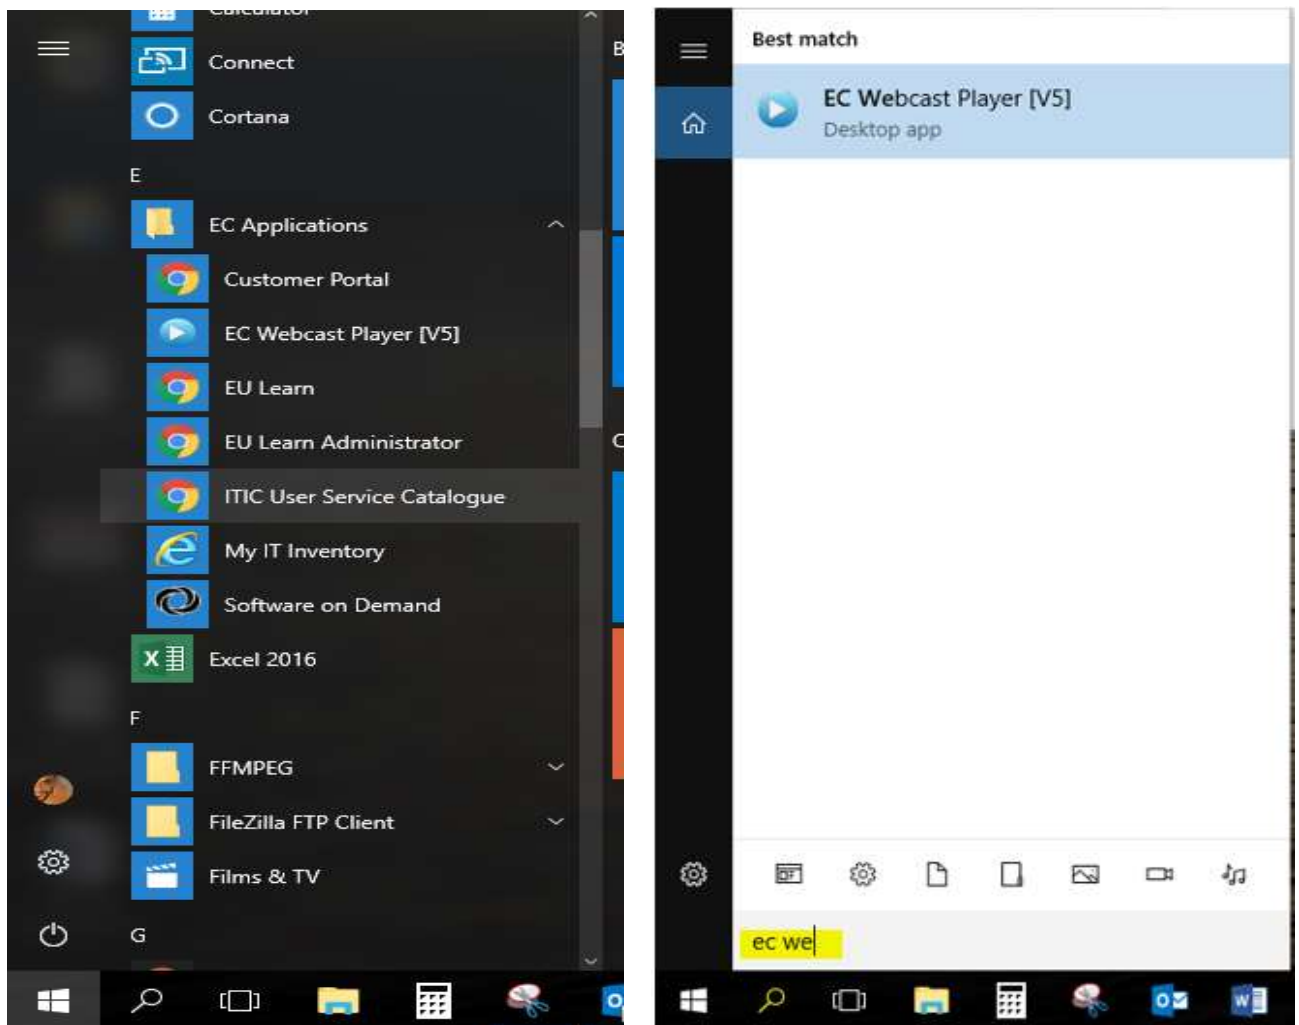 Calculator
Connect
Cortana
E
EC Applications
Customer Portal
EC Webcast Player [V5]
EU Learn
EU Learn Administrator
ITIC User Service Catalogue
My IT Inventory
Software on Demand
Excel 2016
F
FFMPEG
FileZilla FTP Client
Films & TV
G
Best match
EC Webcast Player [V5]
Desktop app
ec we